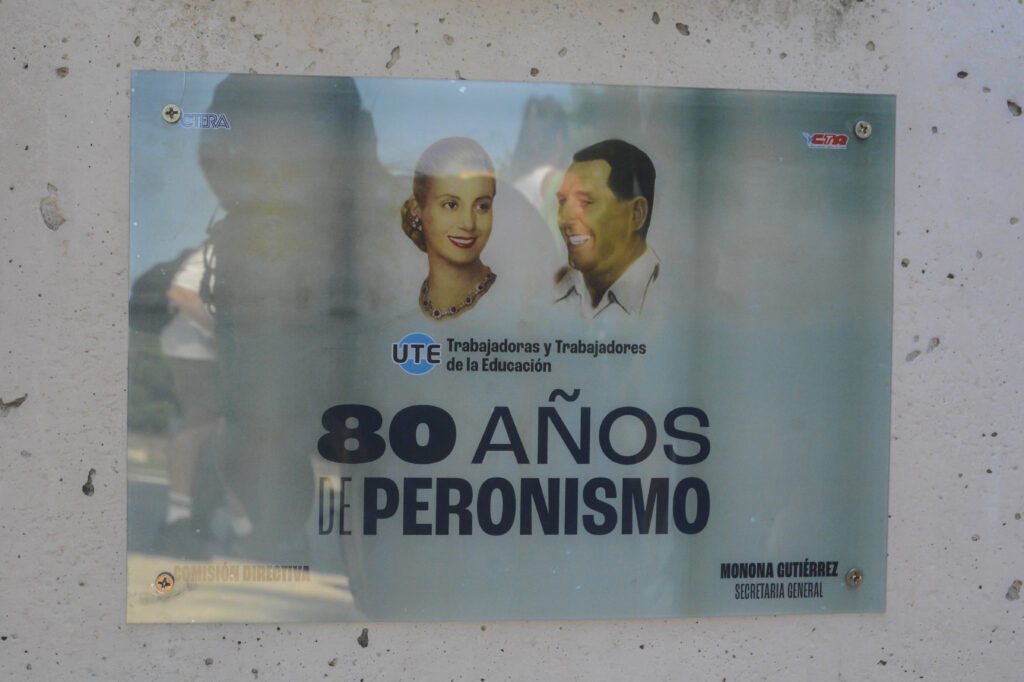 CTERA
CTA
UTE
Trabajadoras y Trabajadores
de la Educación
80 AÑOS
DE PERONISMO
COMISIÓN DIRECTIVA
MONONA GUTIÉRREZ
SECRETARIA GENERAL